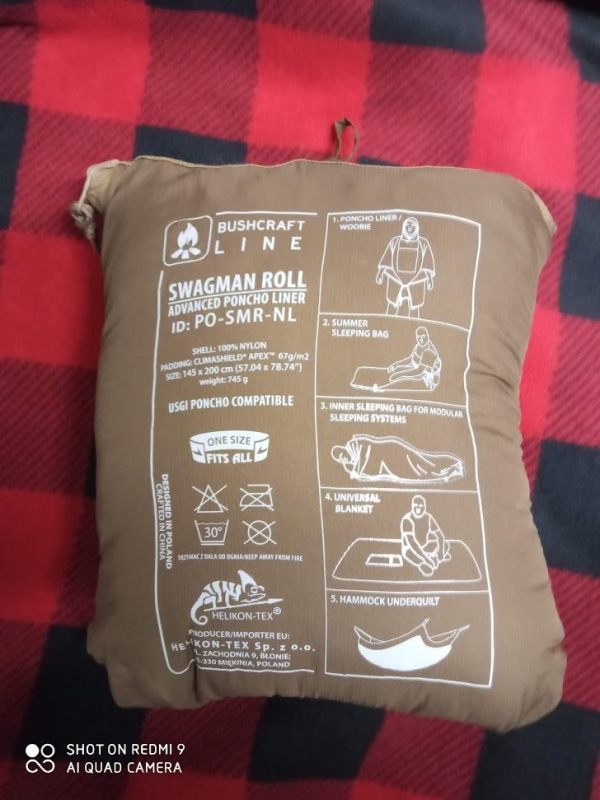 BUSHCRAFT
LINE
SWAGMAN ROLL
ADVANCED PONCHO LINER
ID: PO-SMR-NL
SHELL: 100% NYLON
PADDING: CLIMASHIELD® APEX™ 67g/m2
SIZE: 145 x 200 cm (57.04 x 78.74")
weight: 745 g
USGI PONCHO COMPATIBLE
ONE SIZE
FITS ALL
30°
DESIGNED IN POLAND
CRAFTED IN CHINA
TRZYMAĆ Z DALA OD OGNIA/KEEP AWAY FROM FIRE
HELIKON-TEX®
PRODUCER/IMPORTER EU:
HELIKON-TEX Sp. z o.o.
ZACHODNIA 9, BŁONIE;
-330 MIĘKINIA, POLAND
1. PONCHO LINER /
WOOBIE
2. SUMMER
SLEEPING BAG
3. INNER SLEEPING BAG FOR MODULAR
SLEEPING SYSTEMS
4. UNIVERSAL
BLANKET
5. HAMMOCK UNDERQUILT
SHOT ON REDMI 9
AI QUAD CAMERA